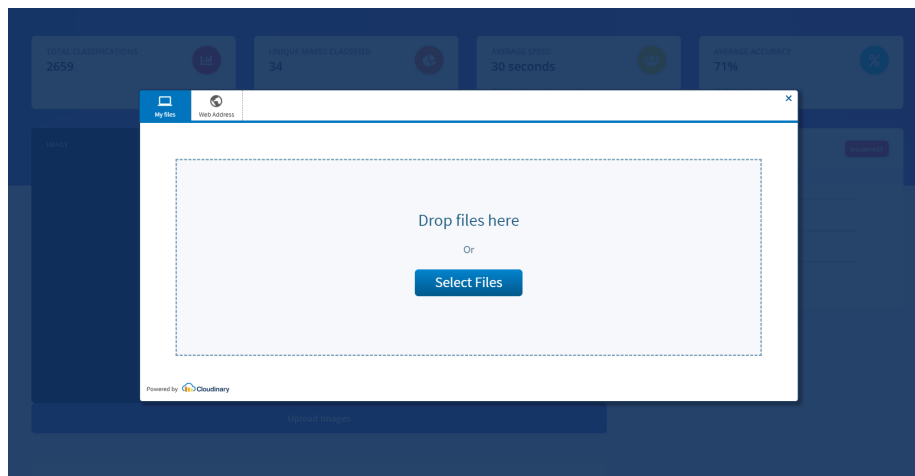 TOTAL CLASSIFICATIONS
2659
UNIQUE MAKES CLASSIFIED
34
AVERAGE SPEED
30 seconds
AVERAGE ACCURACY
71%
My files
Web Address
IMAGE
Drop files here
Or
Select Files
Powered by Cloudinary
Upload Images